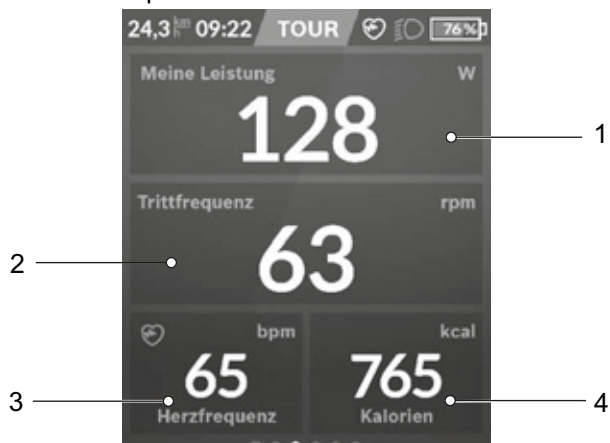 24,3 km/h 09:22 TOUR 76%
Meine Leistung W
128
1
Trittfrequenz rpm
63
2
bpm kcal
65 765
3 4
Herzfrequenz Kalorien